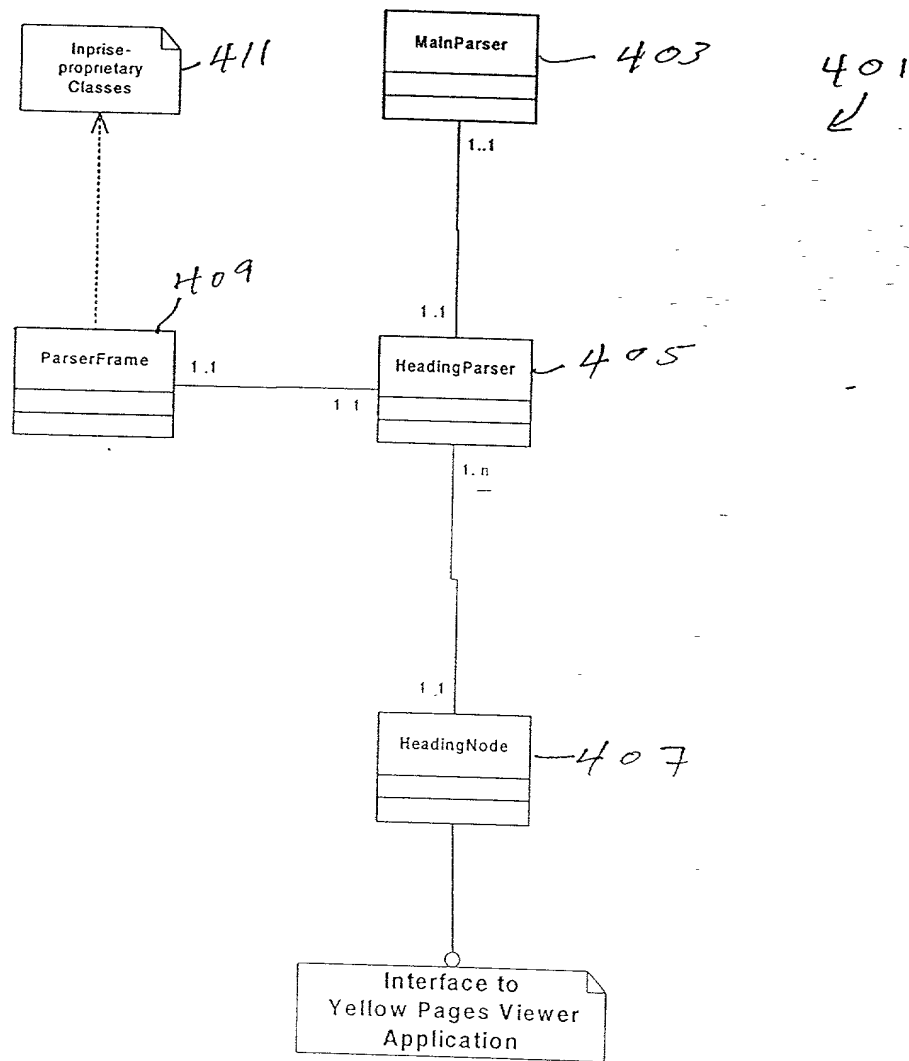 Inprise-
proprietary
Classes
411
MainParser
403
401
1..1
409
1..1
ParserFrame
1.1
1 1
HeadingParser
405
1. n
1.1
HeadingNode
407
Interface to
Yellow Pages Viewer
Application